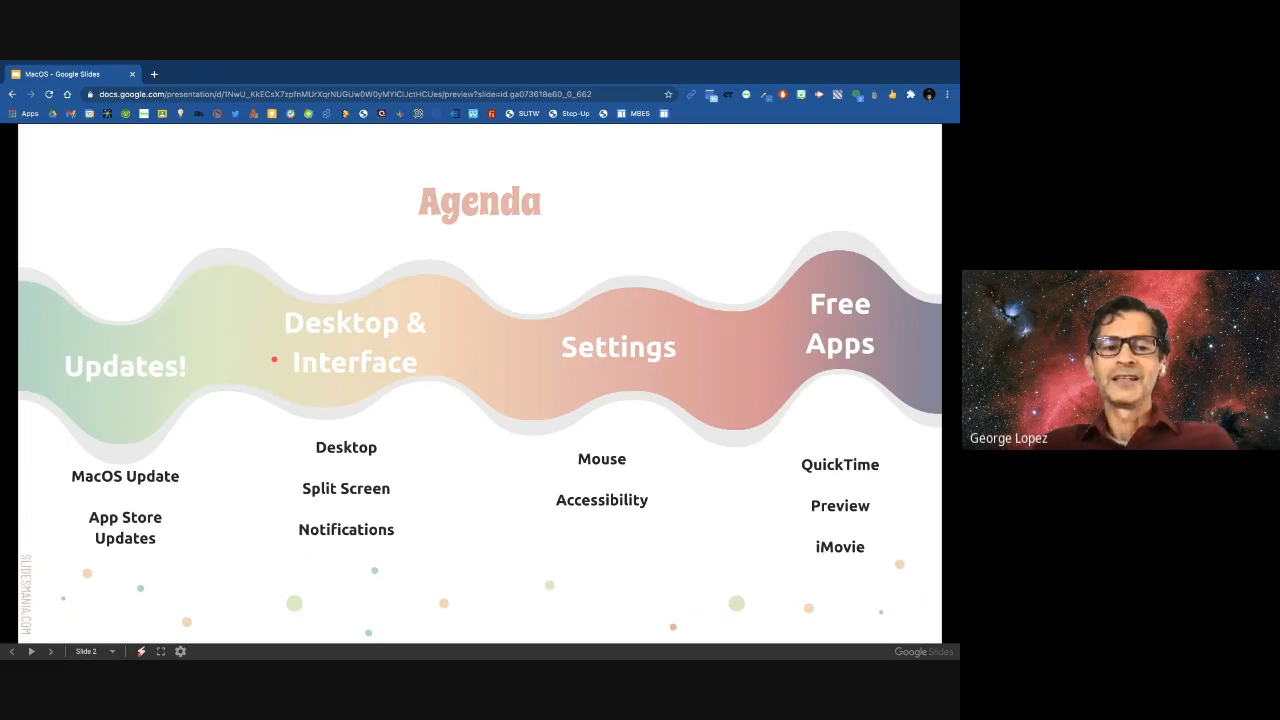 MacOS - Google Slides
docs.google.com/presentation/d/1NwU_KkECsX7zpfnMUrXqrNUGUw0W0yMYlClJctHCUes/preview?slide=id.ga073618e60_0_662
Apps
SUTW
Step-Up
MBES
Agenda
Updates!
Desktop &
Interface
Settings
Free
Apps
MacOS Update
App Store
Updates
Desktop
Split Screen
Notifications
Mouse
Accessibility
QuickTime
Preview
iMovie
SLIDESMANIA.COM
George Lopez
Slide 2
Google Slides